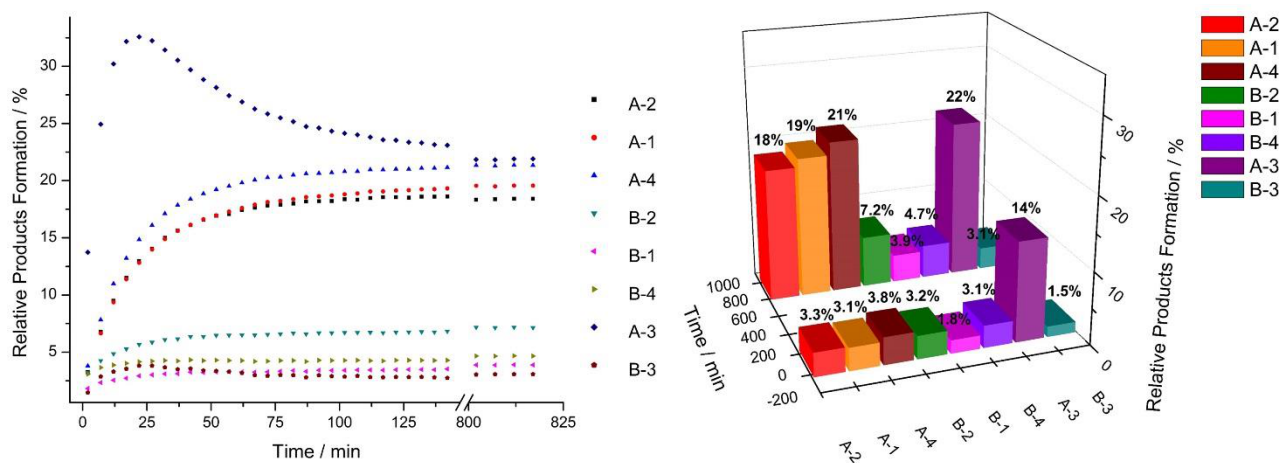 Relative Products Formation / %
30
25
20
15
10
5
0
25
50
75
100
125
800
825
Time / min
A-2
A-1
A-4
B-2
B-1
B-4
A-3
B-3
18%
19%
21%
7.2%
3.9%
4.7%
22%
3.1%
3.3%
3.1%
3.8%
3.2%
1.8%
3.1%
14%
1.5%
1000
800
600
400
200
0
-200
Time / min
A-2
A-1
A-4
B-2
B-1
B-4
A-3
B-3
0
10
20
30
Relative Products Formation / %
A-2
A-1
A-4
B-2
B-1
B-4
A-3
B-3